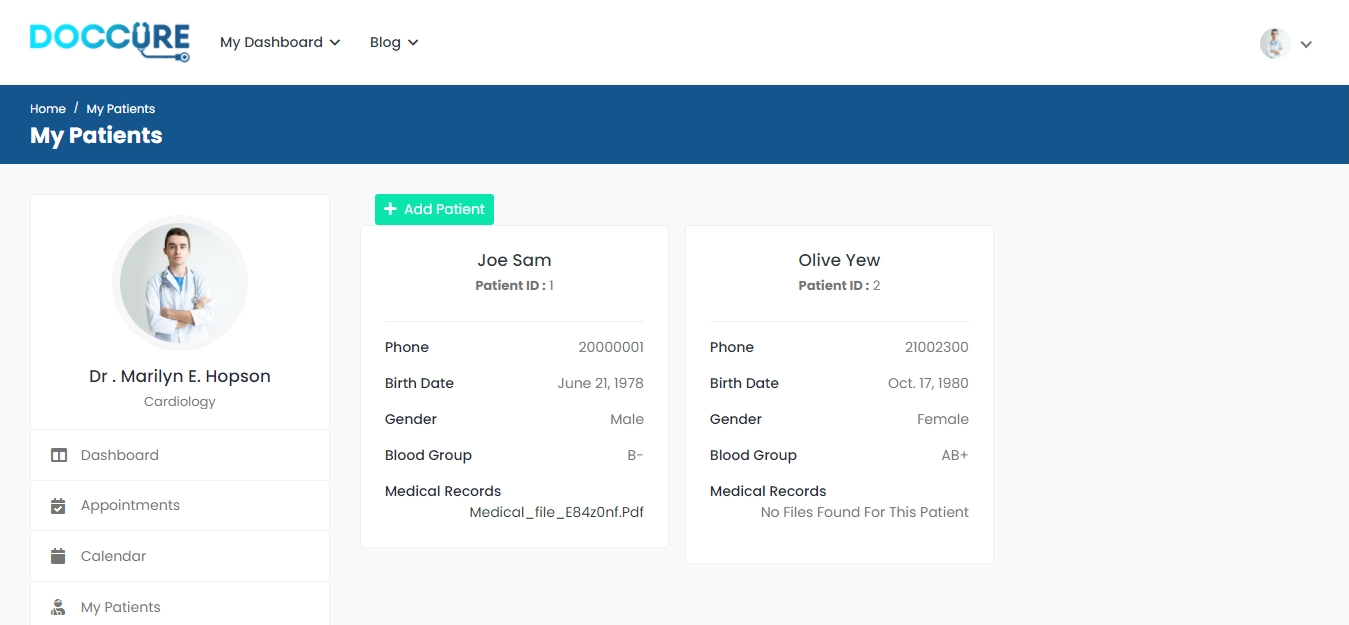 DOCCURE
My Dashboard
Blog
Home / My Patients
My Patients
Dr . Marilyn E. Hopson
Cardiology
Dashboard
Appointments
Calendar
My Patients
Add Patient
Joe Sam
Patient ID : 1
Phone 20000001
Birth Date June 21, 1978
Gender Male
Blood Group B-
Medical Records
Medical_file_E84z0nf.Pdf
Olive Yew
Patient ID : 2
Phone 21002300
Birth Date Oct. 17, 1980
Gender Female
Blood Group AB+
Medical Records
No Files Found For This Patient